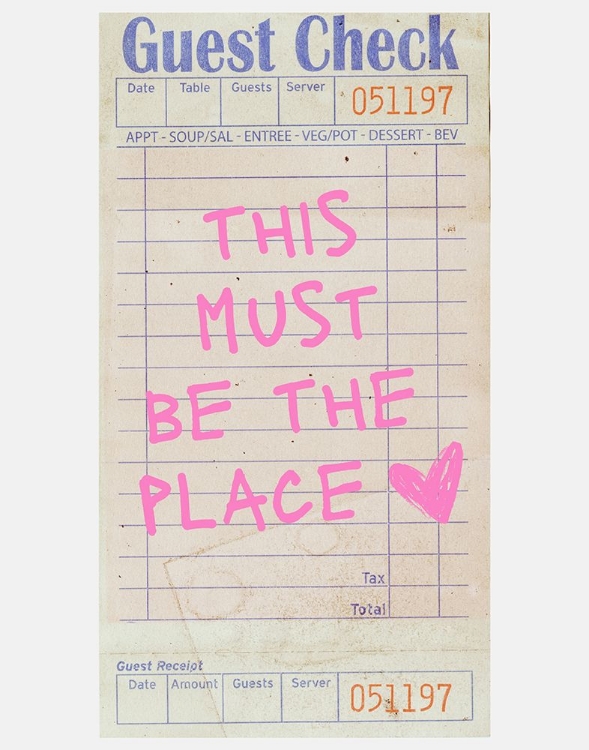 Guest Check
Date Table Guests Server 051197
APPT - SOUP/SAL - ENTREE - VEG/POT - DESSERT - BEV
THIS
MUST
BE THE
PLACE
Tax
Total
Guest Receipt
Date Amount Guests Server 051197